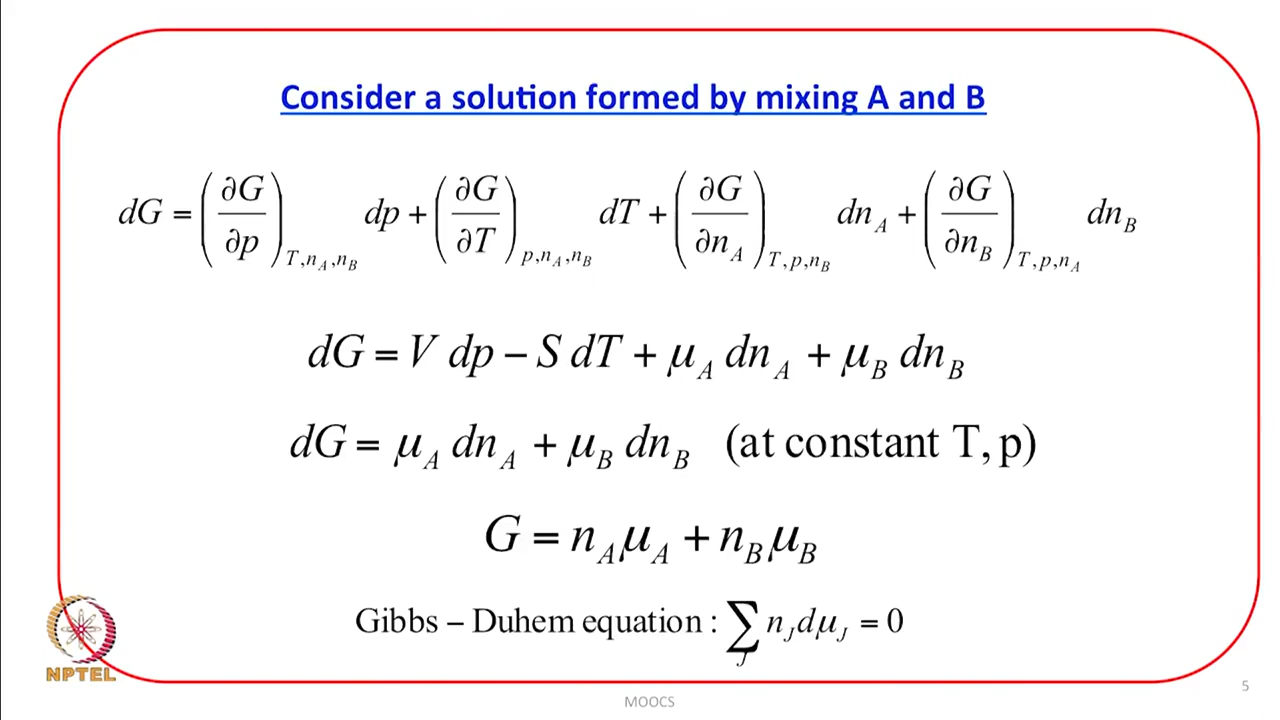 Consider a solution formed by mixing A and B
dG = (∂G/∂p)_{T,n_A,n_B} dp + (∂G/∂T)_{p,n_A,n_B} dT + (∂G/∂n_A)_{T,p,n_B} dn_A + (∂G/∂n_B)_{T,p,n_A} dn_B
dG = V dp − S dT + μ_A dn_A + μ_B dn_B
dG = μ_A dn_A + μ_B dn_B (at constant T, p)
G = n_A μ_A + n_B μ_B
Gibbs – Duhem equation : ∑_J n_J dμ_J = 0
NPTEL
MOOCS
5